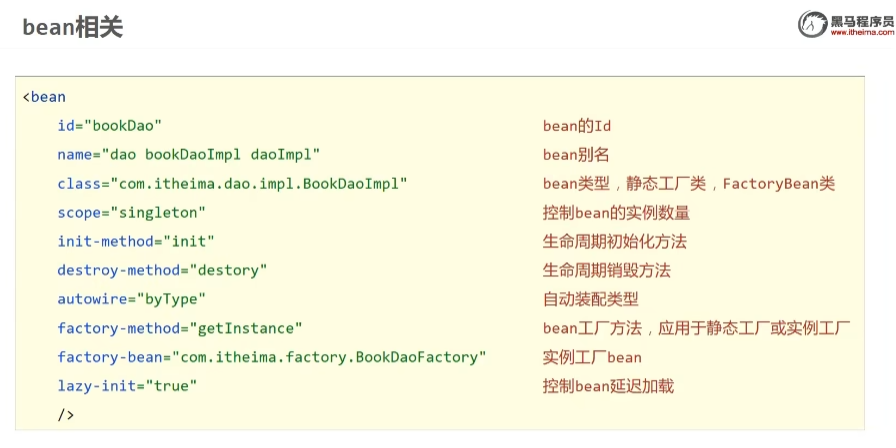 bean相关
黑马程序员
www.itheima.com
<bean
id="bookDao" bean的Id
name="dao bookDaoImpl daoImpl" bean别名
class="com.itheima.dao.impl.BookDaoImpl" bean类型，静态工厂类，FactoryBean类
scope="singleton" 控制bean的实例数量
init-method="init" 生命周期初始化方法
destroy-method="destory" 生命周期销毁方法
autowire="byType" 自动装配类型
factory-method="getInstance" bean工厂方法，应用于静态工厂或实例工厂
factory-bean="com.itheima.factory.BookDaoFactory" 实例工厂bean
lazy-init="true" 控制bean延迟加载
/>